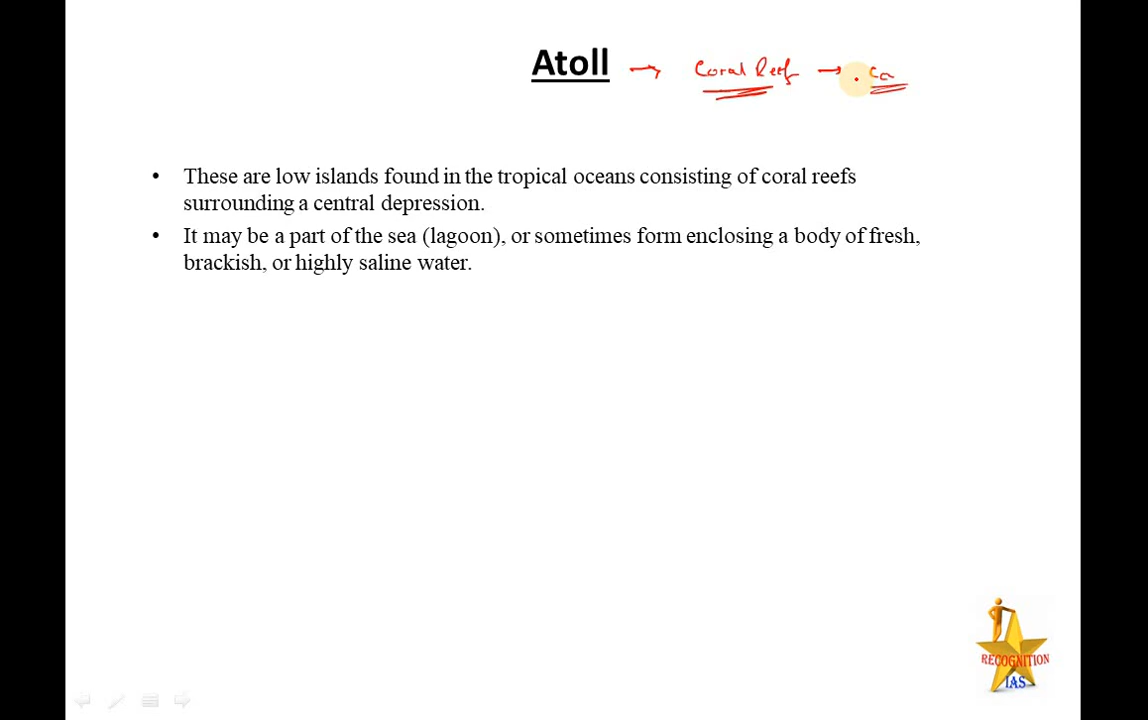 Atoll → Coral Reef → Ca
• These are low islands found in the tropical oceans consisting of coral reefs
surrounding a central depression.
• It may be a part of the sea (lagoon), or sometimes form enclosing a body of fresh,
brackish, or highly saline water.
RECOGNITION
IAS